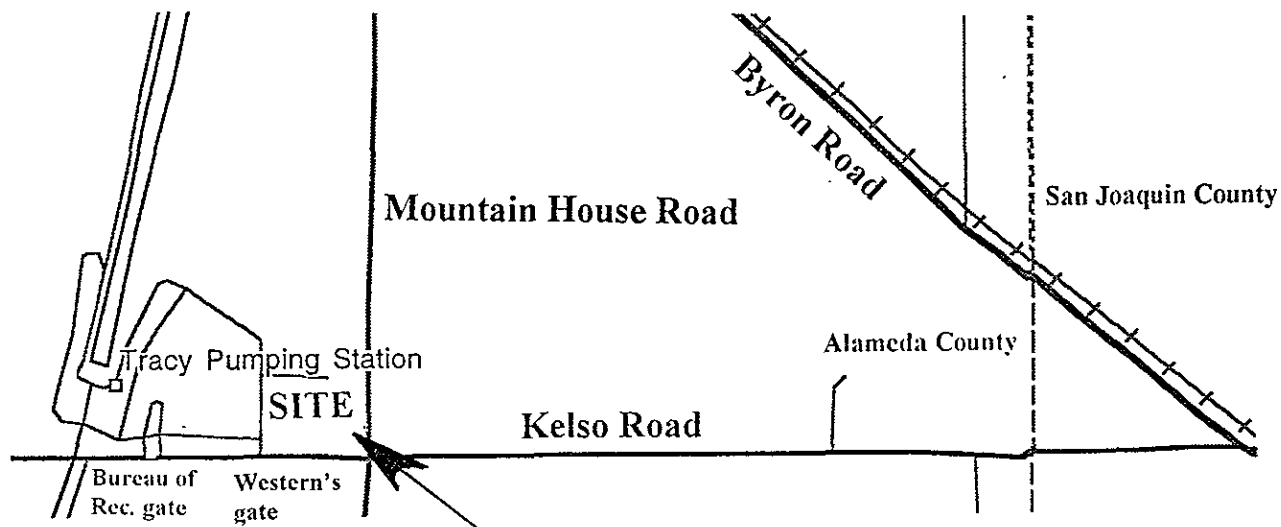 Byron Road
San Joaquin County
Mountain House Road
Alameda County
Tracy Pumping Station
SITE
Kelso Road
Bureau of
Rec. gate
Western's
gate